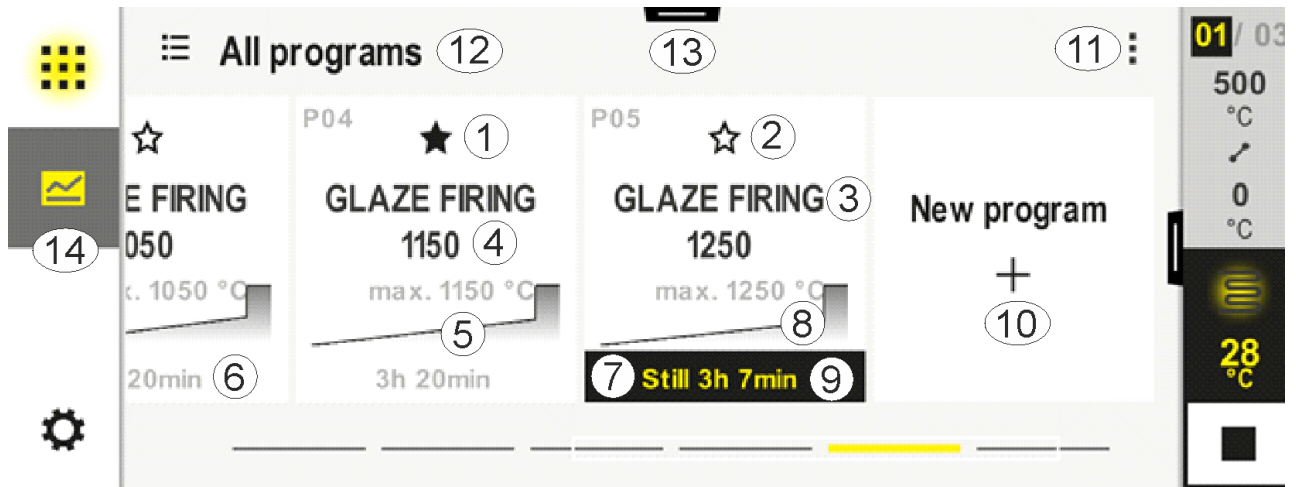 All programs 12
13
11
01/ 03
500
°C
0
°C
28
°C
14
E FIRING
050
x. 1050 °C
20min 6
P04
1
GLAZE FIRING
1150 4
max. 1150 °C
5
3h 20min
P05
2
GLAZE FIRING 3
1250
max. 1250 °C
8
7 Still 3h 7min 9
New program
+
10